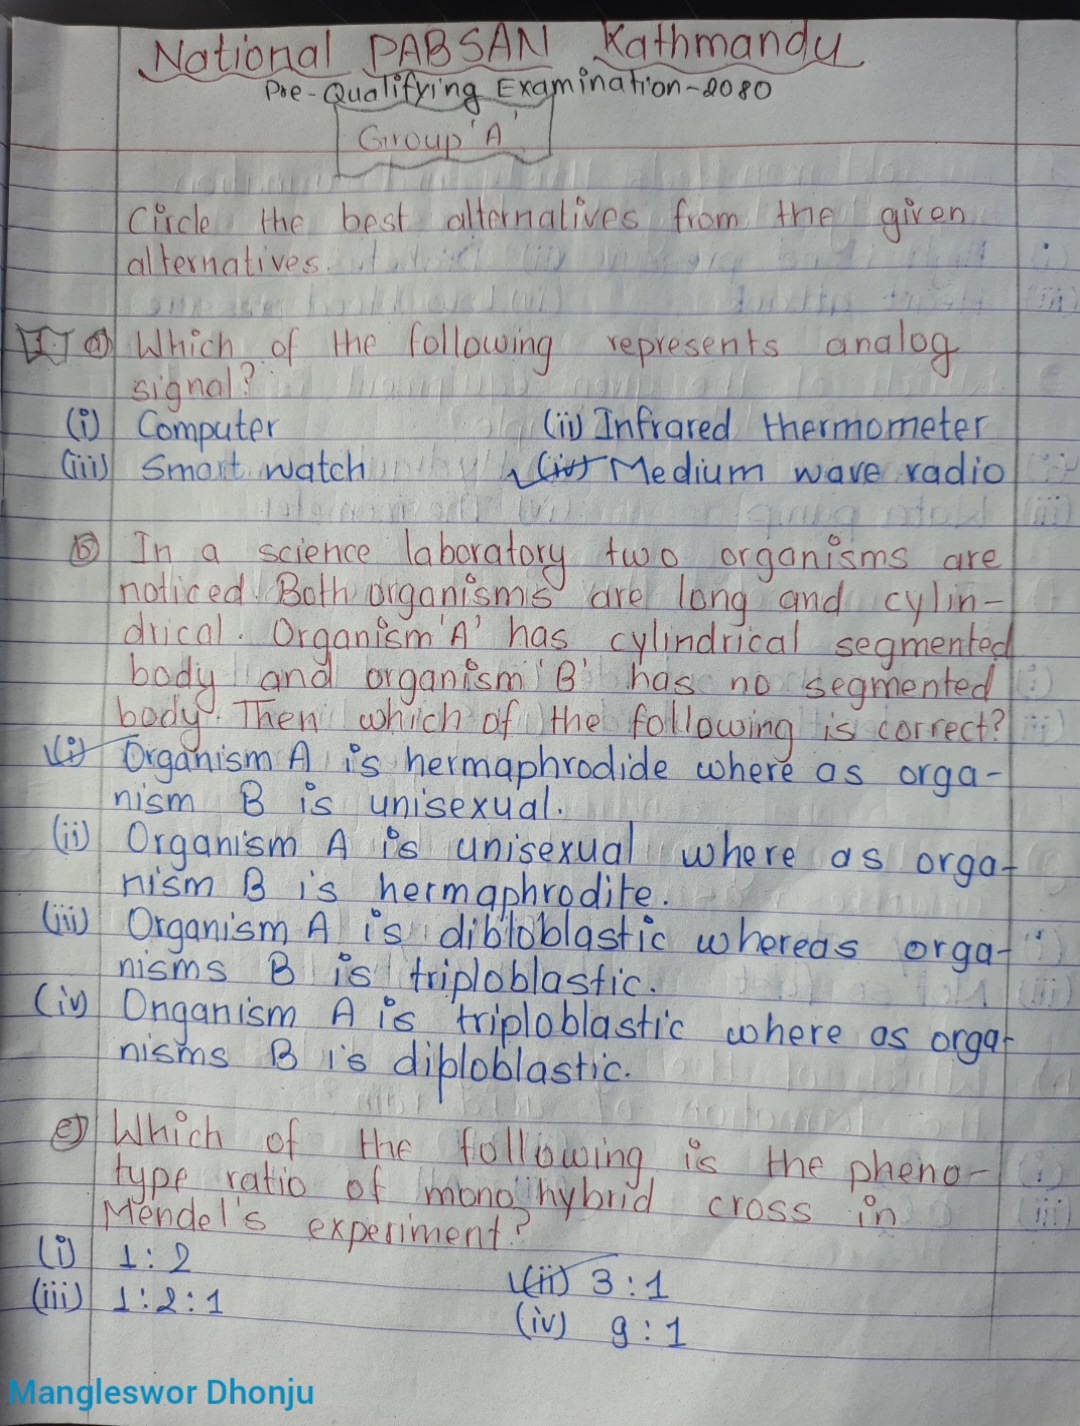 National PABSAN Kathmandu
Pre-Qualifying Examination-2080
Group 'A'
Circle the best alternatives from the given
alternatives.
1. a) Which of the following represents analog
signal?
(i) Computer (ii) Infrared thermometer
(iii) Smart watch (iv) Medium wave radio
b) In a science laboratory two organisms are
noticed. Both organisms are long and cylin-
drical. Organism 'A' has cylindrical segmented
body and organism 'B' has no segmented
body. Then which of the following is correct?
(i) Organism A is hermaphrodide where as orga-
nism B is unisexual.
(ii) Organism A is unisexual where as orga-
nism B is hermaphrodite.
(iii) Organism A is dibloblastic whereas orga-
nisms B is triploblastic.
(iv) Onganism A is triploblastic where as orga-
nisms B is diploblastic.
c) Which of the following is the pheno-
type ratio of mono hybrid cross in
Mendel's experiment?
(i) 1:2 (ii) 3:1
(iii) 1:2:1 (iv) 9:1
Mangleswor Dhonju